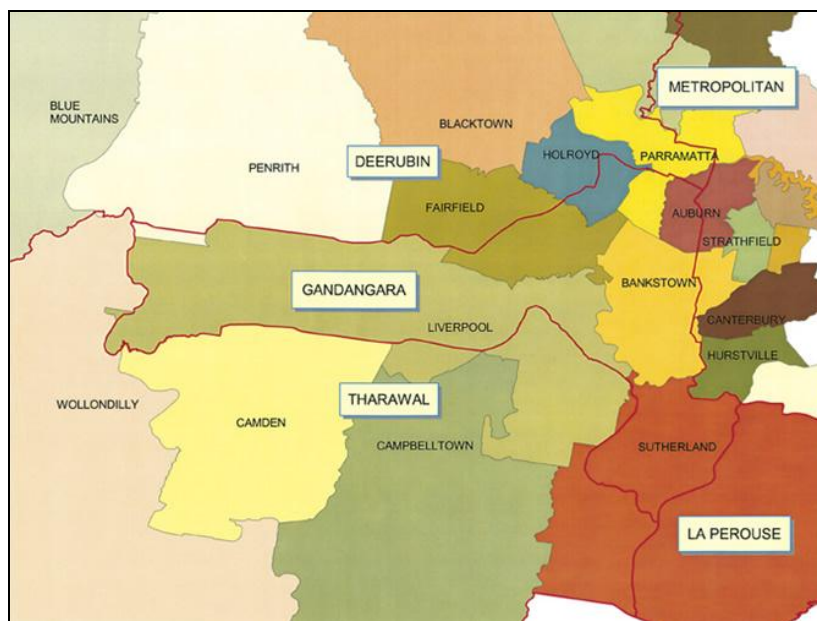 METROPOLITAN
BLUE
MOUNTAINS
BLACKTOWN
DEERUBIN
HOLROYD
PARRAMATTA
PENRITH
FAIRFIELD
AUBURN
STRATHFIELD
GANDANGARA
BANKSTOWN
LIVERPOOL
CANTERBURY
HURSTVILLE
WOLLONDILLY
THARAWAL
CAMDEN
CAMPBELLTOWN
SUTHERLAND
LA PEROUSE